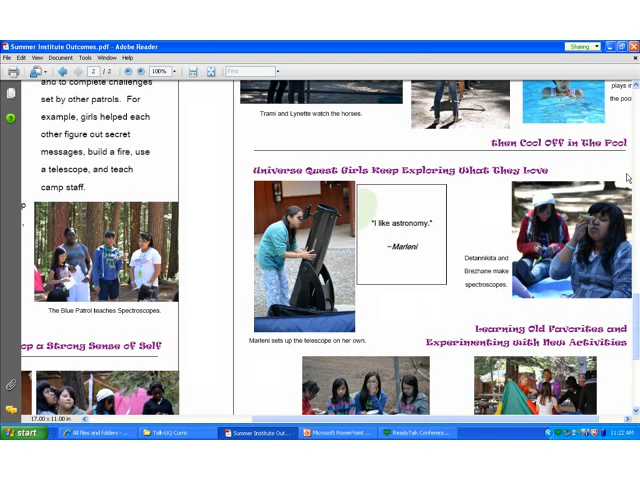 Summer Institute Outcomes.pdf - Adobe Reader
Sharing
File Edit View Document Tools Window Help
2 / 2 100% Find
and to complete challenges
set by other patrols. For
example, girls helped each
other figure out secret
messages, build a fire, use
a telescope, and teach
camp staff.
The Blue Patrol teaches Spectroscopes.
op a Strong Sense of Self
Trami and Lynette watch the horses.
plays in
the poo
then Cool Off in The Pool
Universe Quest Girls Keep Exploring What They Love
"I like astronomy."
~Marleni
Detannikita and
Brezhane make
spectroscopes.
Marleni sets up the telescope on her own.
Learning Old Favorites and
Experimenting with New Activities
17.00 x 11.00 in
start All files and folders - ... Talk-UQ Curric Summer Institute Out... Microsoft PowerPoint ... ReadyTalk Conferenc... 11:22 AM